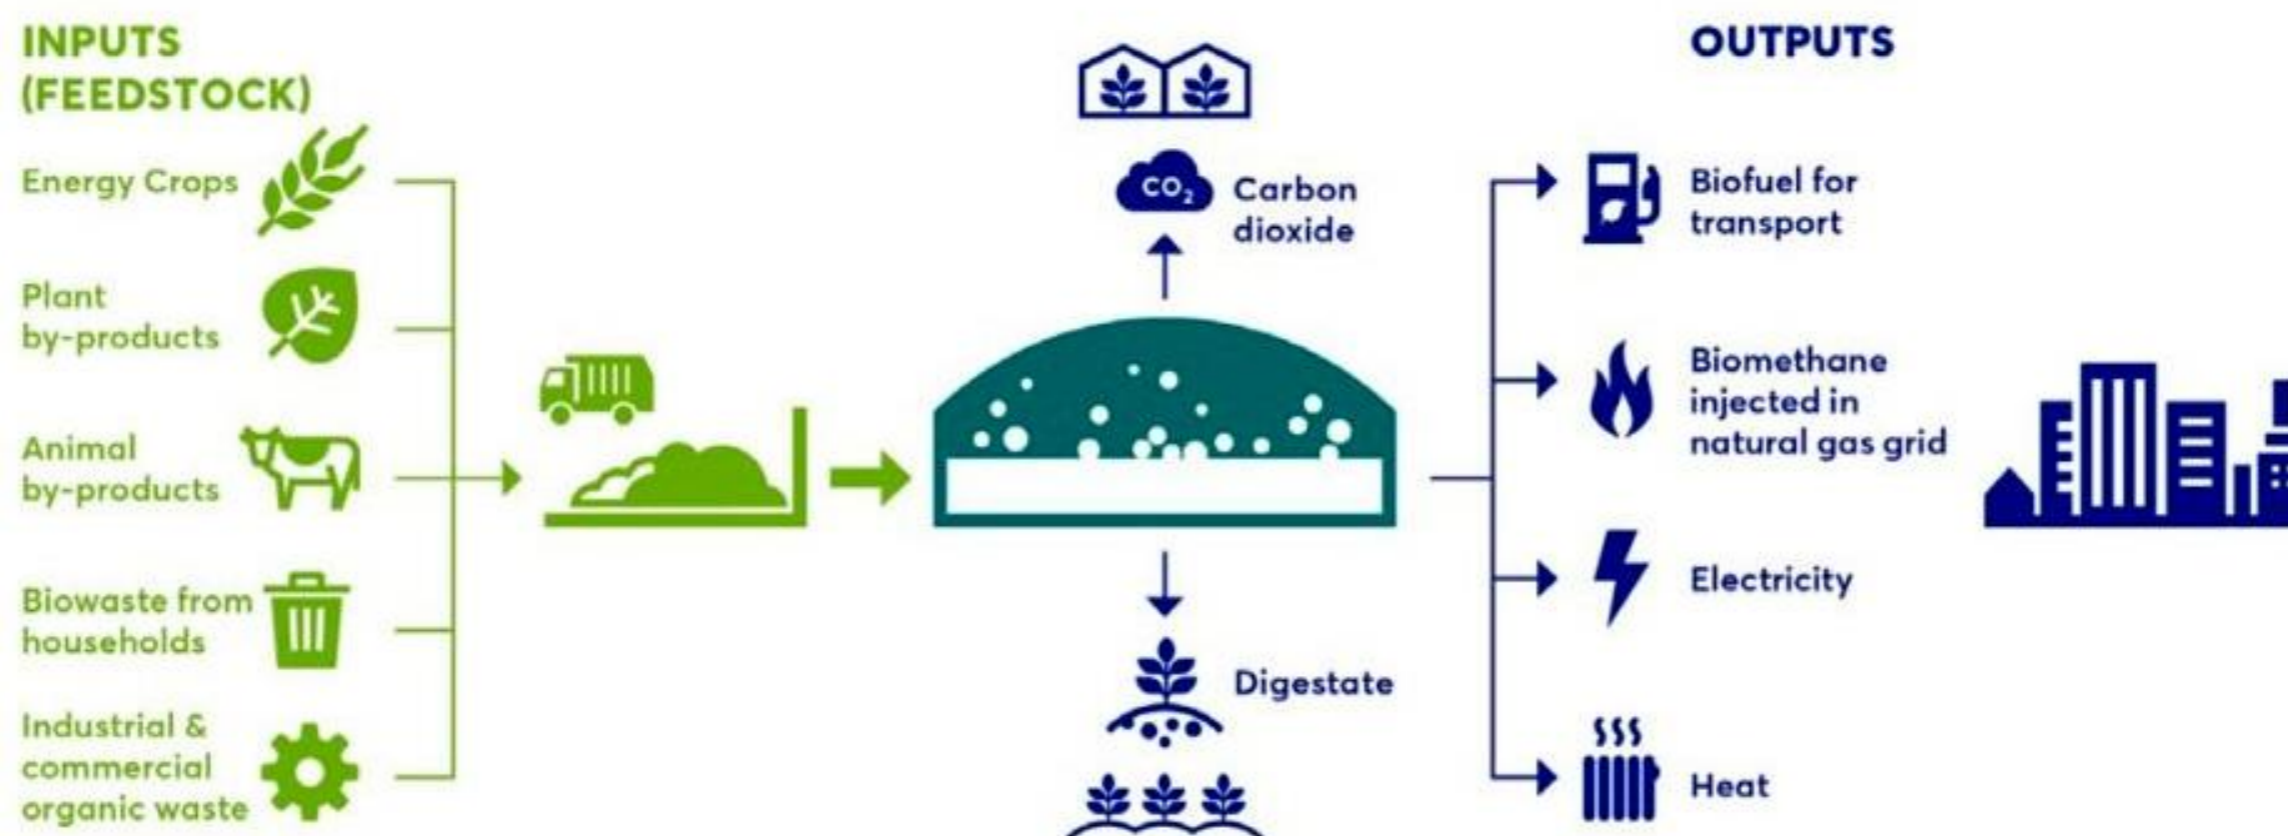 INPUTS
(FEEDSTOCK)
Energy Crops
Plant
by-products
Animal
by-products
Biowaste from
households
Industrial &
commercial
organic waste
CO₂
Carbon
dioxide
Digestate
OUTPUTS
Biofuel for
transport
Biomethane
injected in
natural gas grid
Electricity
Heat